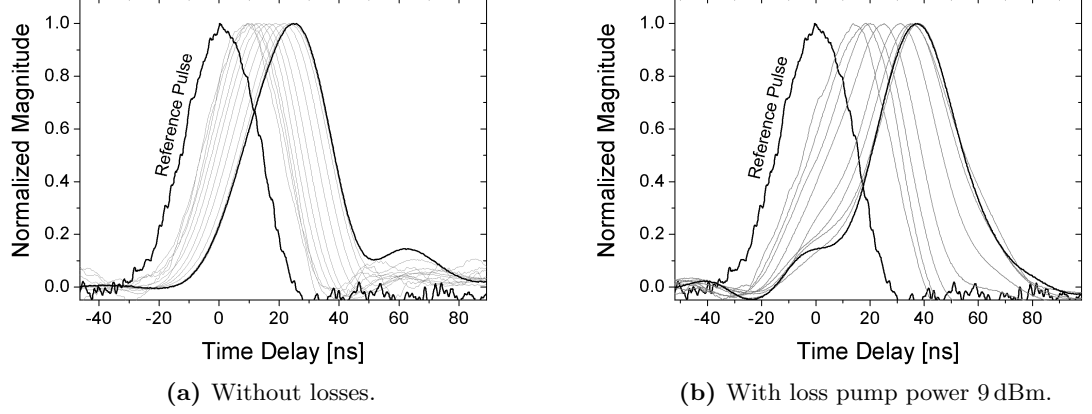 1.0
0.8
0.6
0.4
0.2
0.0
Normalized Magnitude
Reference Pulse
-40 -20 0 20 40 60 80
Time Delay [ns]
(a) Without losses.
1.0
0.8
0.6
0.4
0.2
0.0
Normalized Magnitude
Reference Pulse
-40 -20 0 20 40 60 80
Time Delay [ns]
(b) With loss pump power 9 dBm.